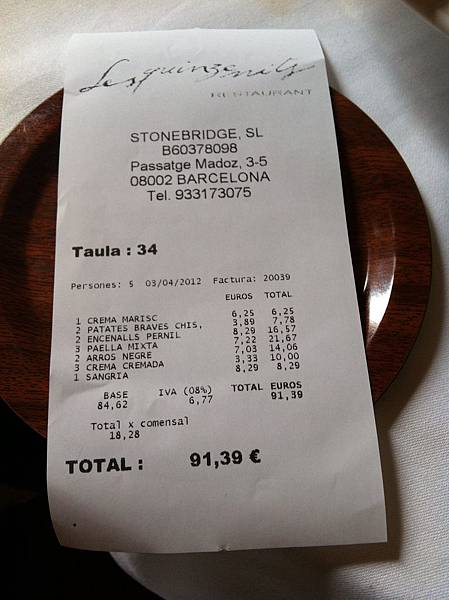 Les quinze nits
RESTAURANT
STONEBRIDGE, SL
B60378098
Passatge Madoz, 3-5
08002 BARCELONA
Tel. 933173075
Taula : 34
Persones: 5 03/04/2012 Factura: 20039
EUROS TOTAL
1 CREMA MARISC 6,25 6,25
2 PATATES BRAVES CHIS, 3,89 7,78
2 ENCENALLS PERNIL 8,29 16,57
3 PAELLA MIXTA 7,22 21,67
2 ARROS NEGRE 7,03 14,06
3 CREMA CREMADA 3,33 10,00
1 SANGRIA 8,29 8,29
BASE IVA (08%) TOTAL EUROS
84,62 6,77 91,39
Total x comensal
18,28
TOTAL : 91,39 €